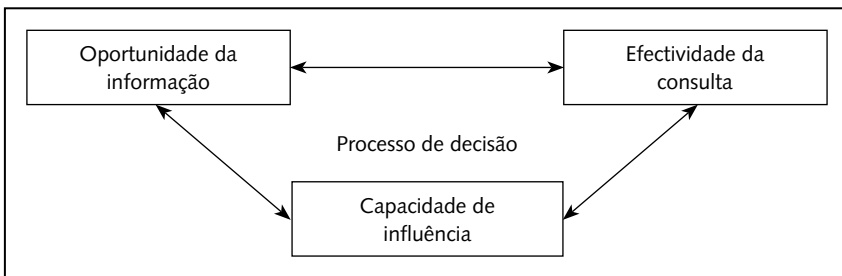 Oportunidade da
informação
Efectividade da
consulta
Processo de decisão
Capacidade de
influência